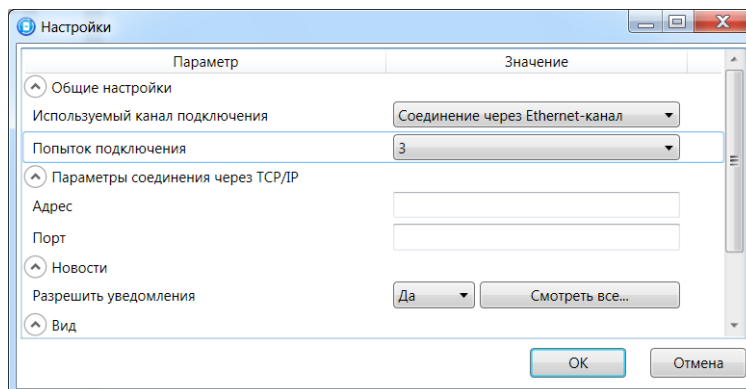 Настройки
Параметр Значение
Общие настройки
Используемый канал подключения Соединение через Ethernet-канал
Попыток подключения 3
Параметры соединения через TCP/IP
Адрес
Порт
Новости
Разрешить уведомления Да Смотреть все...
Вид
OK Отмена